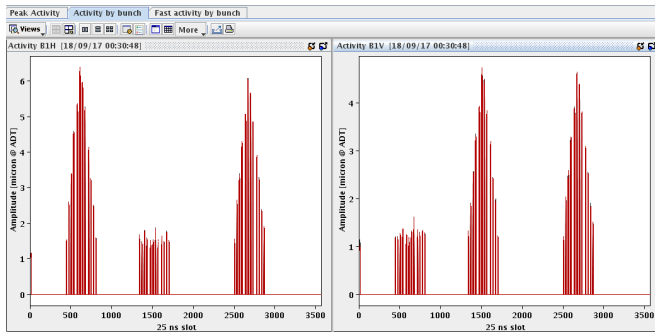 Peak Activity Activity by bunch Fast activity by bunch
Views More
Activity B1H [18/09/17 00:30:48]
Amplitude [micron @ ADT]
6
5
4
3
2
1
0
0 500 1000 1500 2000 2500 3000 3500
25 ns slot
Activity B1V [18/09/17 00:30:48]
Amplitude [micron @ ADT]
4
3
2
1
0
0 500 1000 1500 2000 2500 3000 3500
25 ns slot